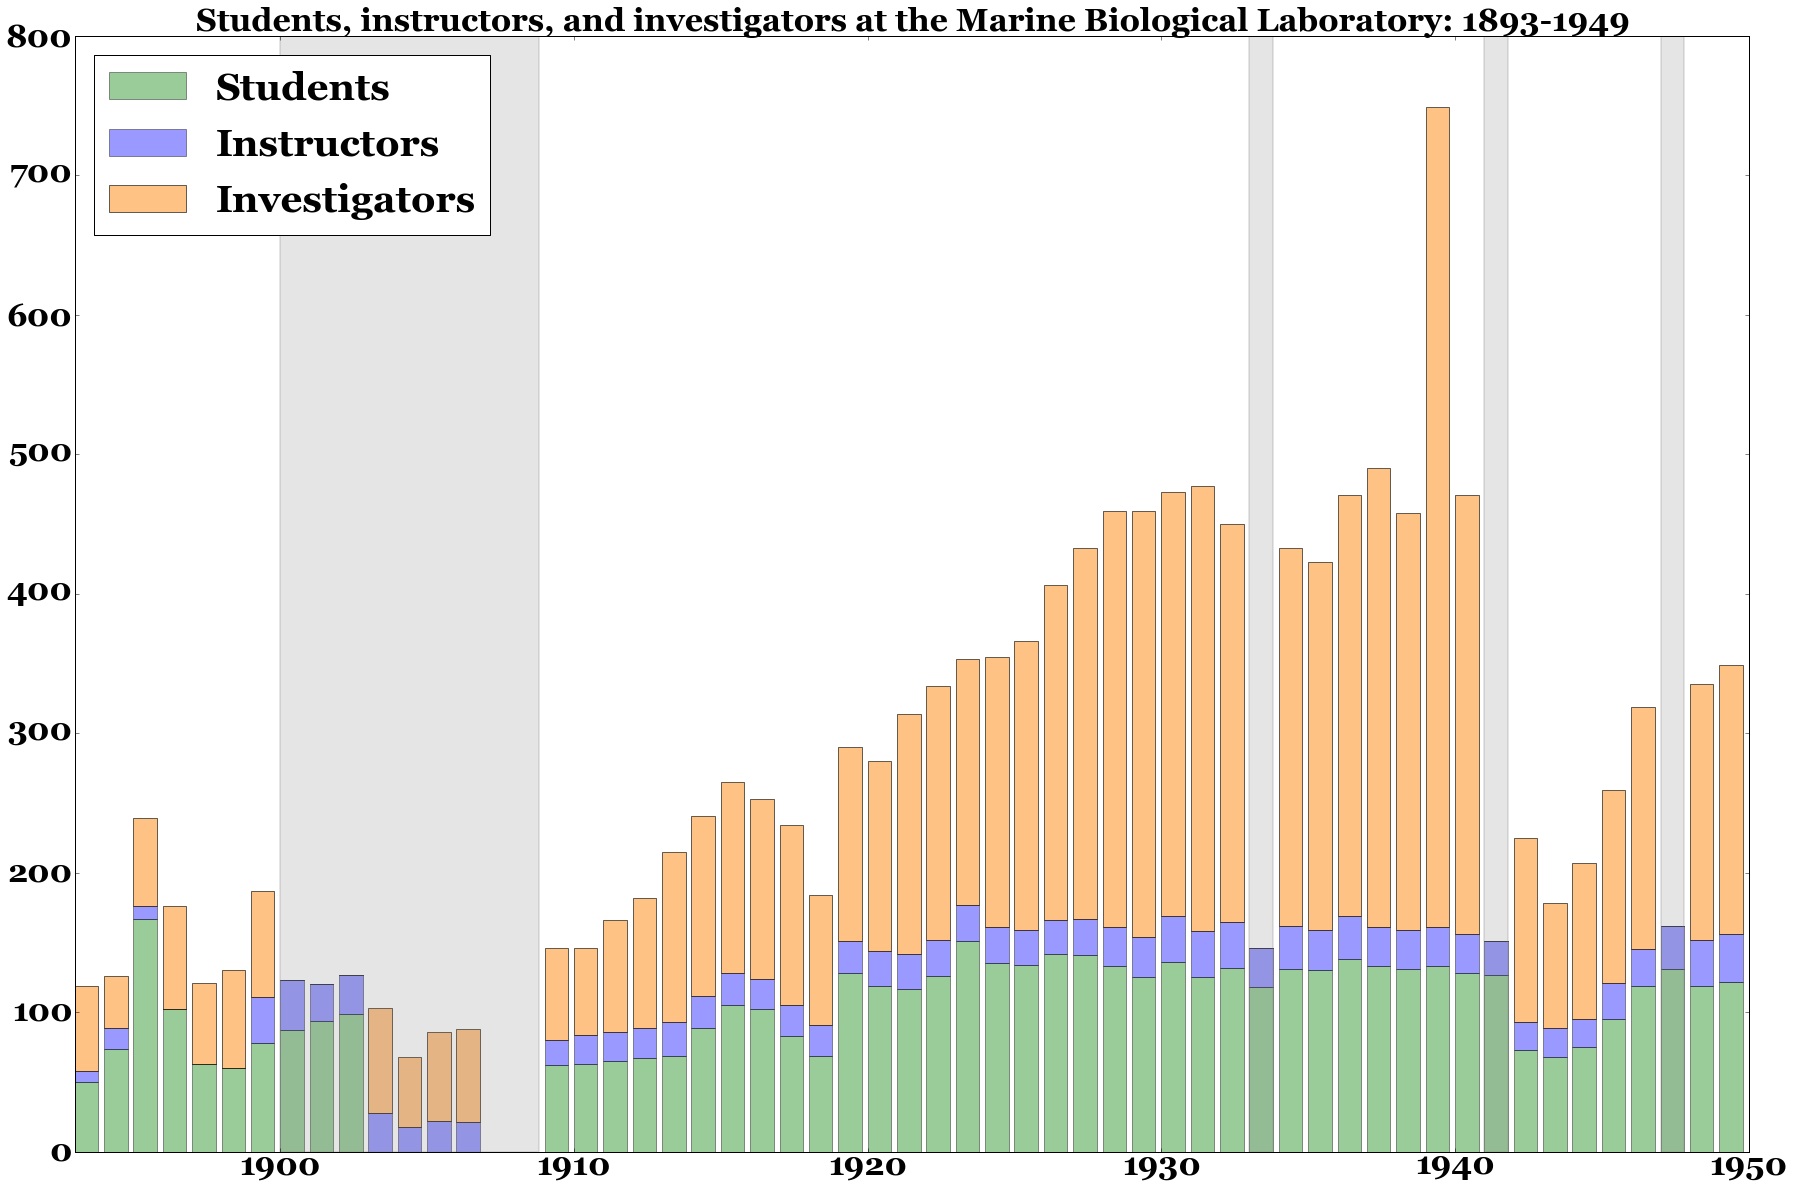 Students, instructors, and investigators at the Marine Biological Laboratory: 1893-1949
800
700
600
500
400
300
200
100
0
Students
Instructors
Investigators
1900 1910 1920 1930 1940 1950